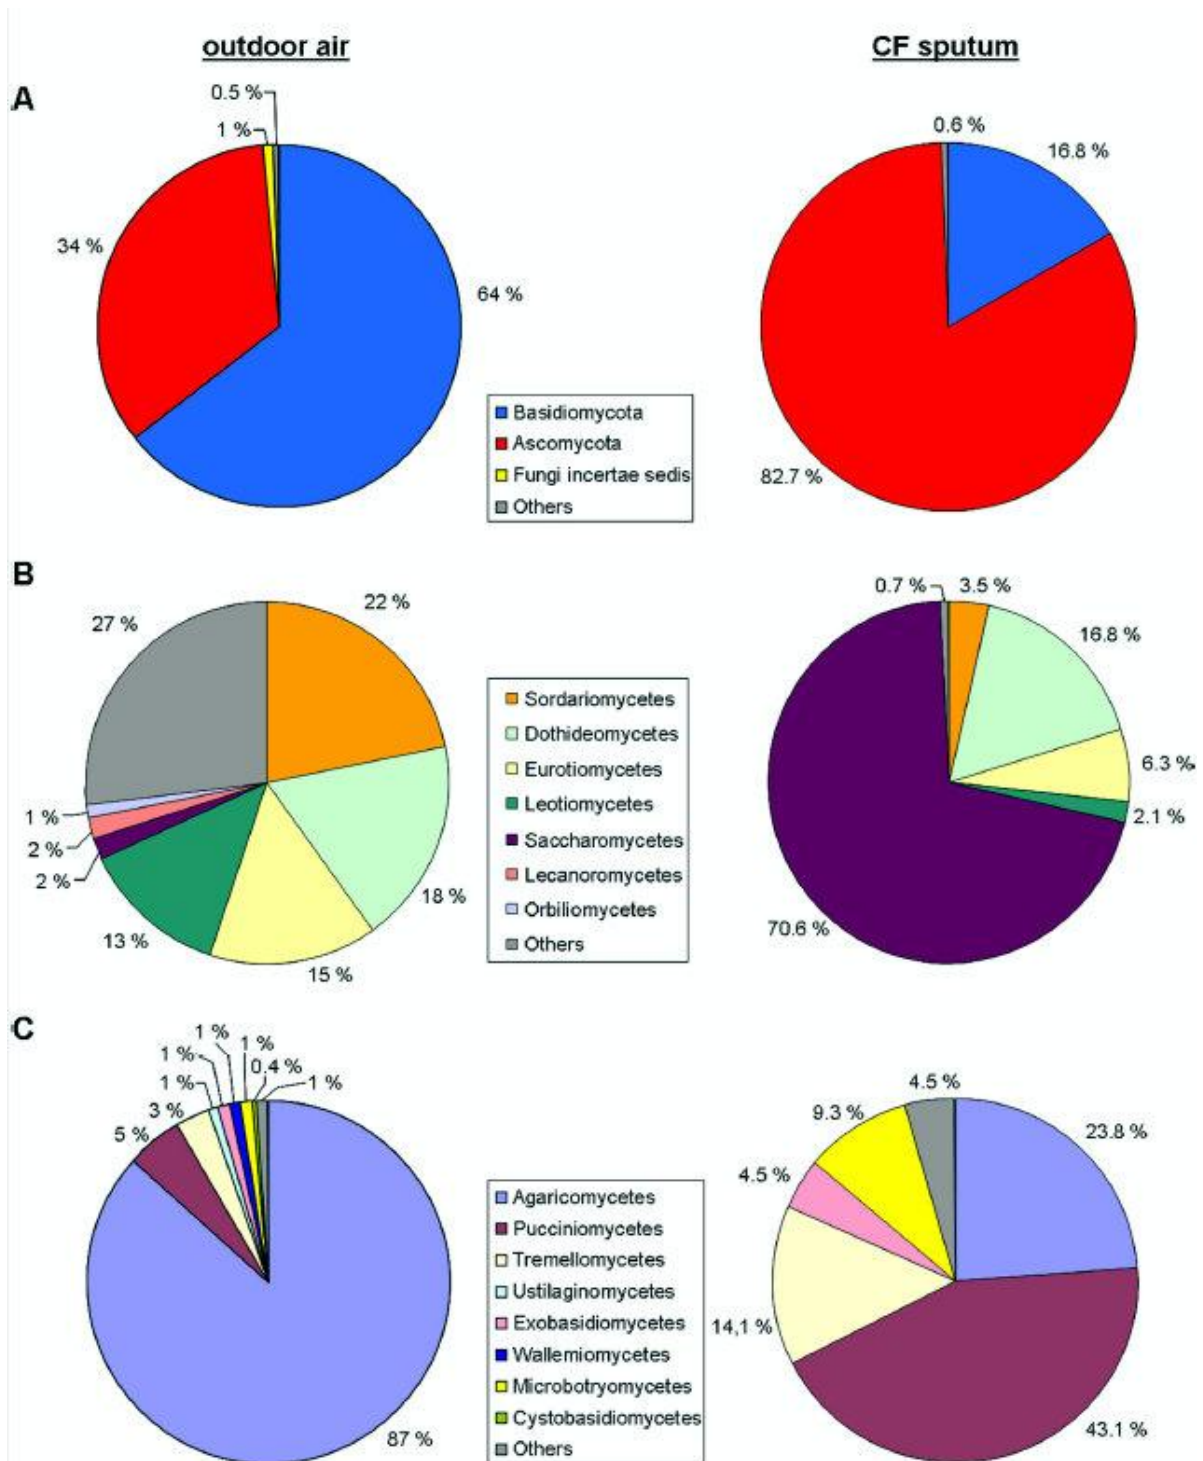 outdoor air
CF sputum
A
0.5 %
1 %
34 %
64 %
0.6 %
16.8 %
82.7 %
Basidiomycota
Ascomycota
Fungi incertae sedis
Others
B
27 %
22 %
1 %
2 %
2 %
13 %
15 %
18 %
0.7 %
3.5 %
16.8 %
6.3 %
2.1 %
70.6 %
Sordariomycetes
Dothideomycetes
Eurotiomycetes
Leotiomycetes
Saccharomycetes
Lecanoromycetes
Orbiliomycetes
Others
C
1 %
1 %
1 %
0.4 %
1 %
1 %
3 %
5 %
87 %
4.5 %
9.3 %
23.8 %
4.5 %
14,1 %
43.1 %
Agaricomycetes
Pucciniomycetes
Tremellomycetes
Ustilaginomycetes
Exobasidiomycetes
Wallemiomycetes
Microbotryomycetes
Cystobasidiomycetes
Others